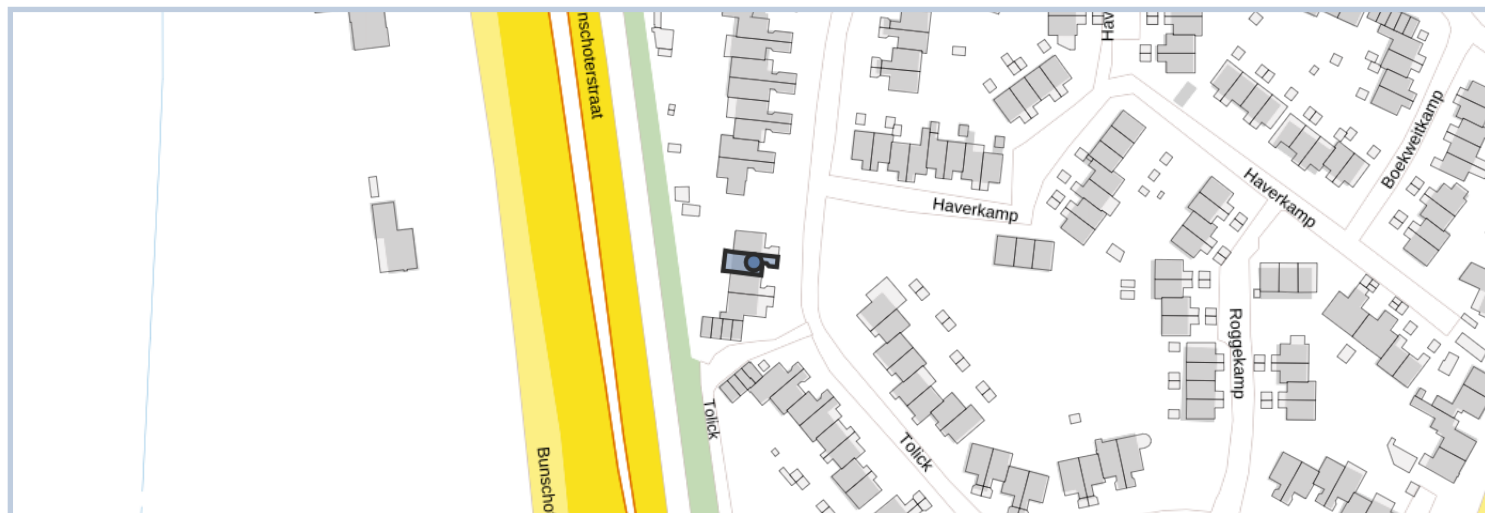 nschoterstraat
Hav
Boekweitkamp
Haverkamp
Haverkamp
Roggekamp
Tolick
Tolick
Bunscho